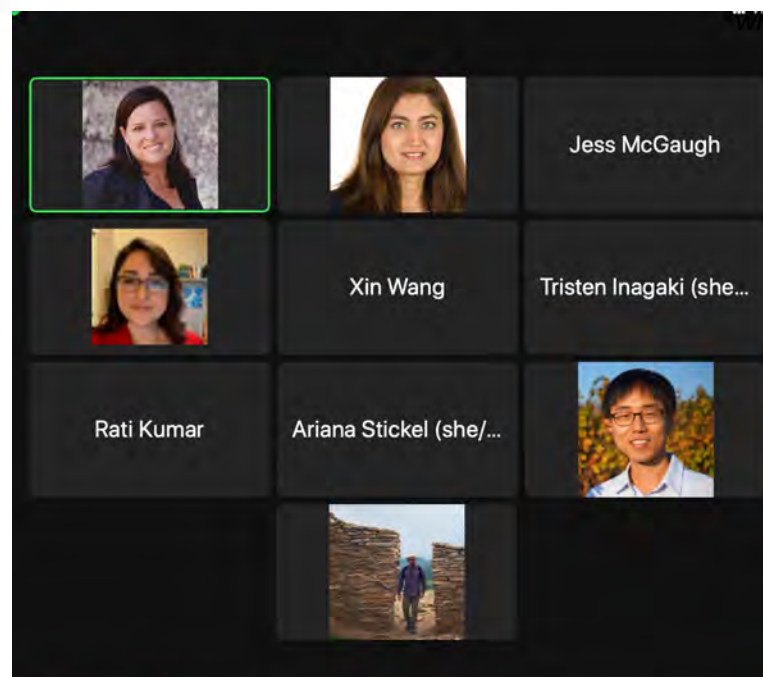 Jess McGaugh
Xin Wang
Tristen Inagaki (she...
Rati Kumar
Ariana Stickel (she/...